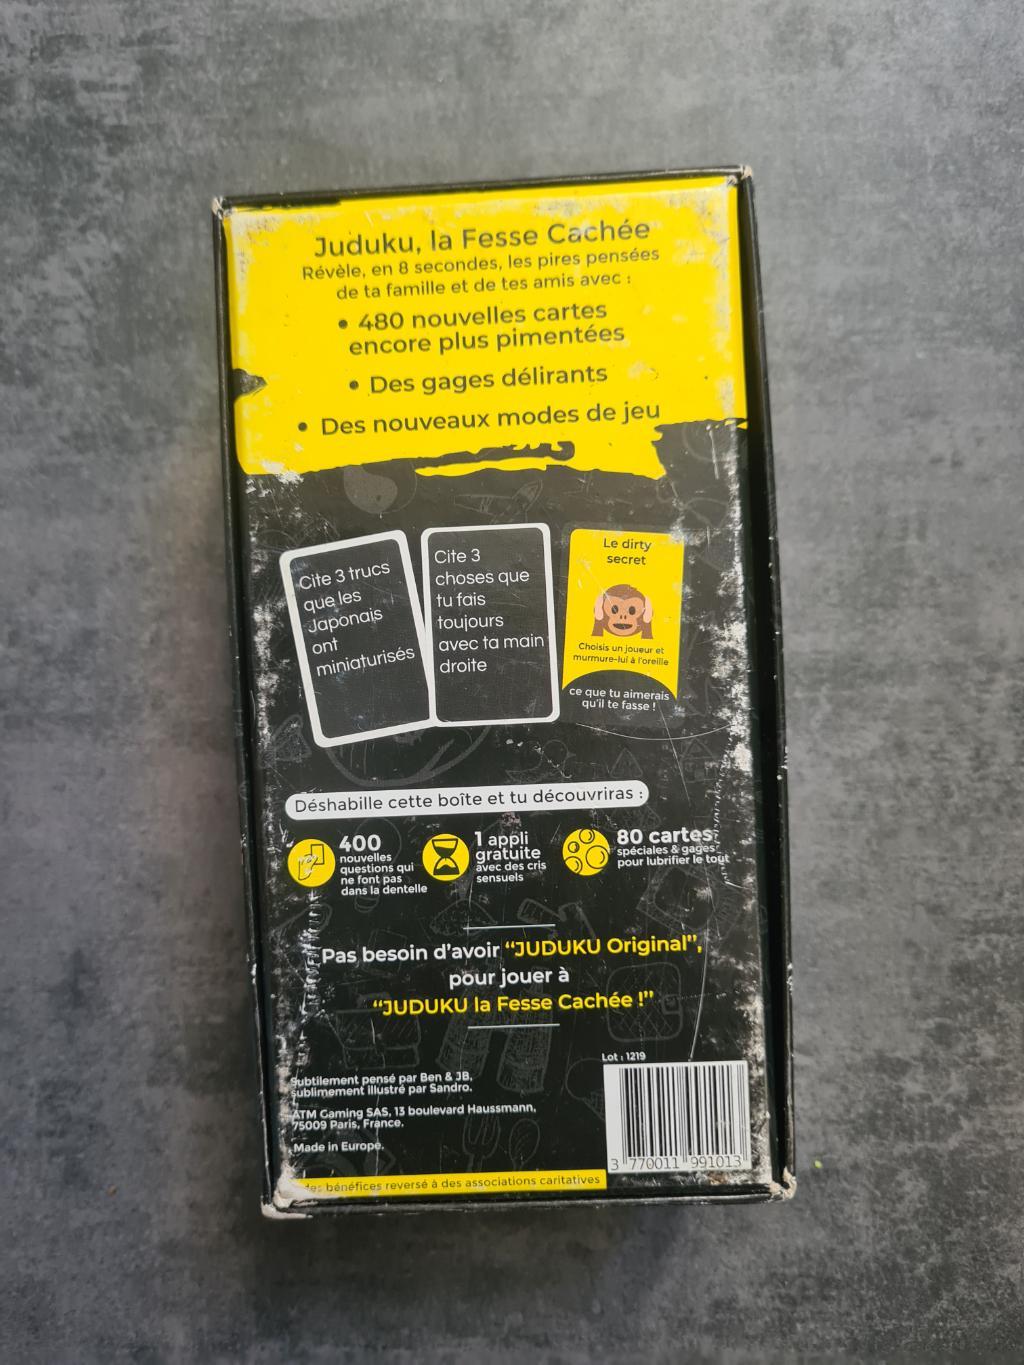 Juduku, la Fesse Cachée
Révèle, en 8 secondes, les pires pensées
de ta famille et de tes amis avec :
• 480 nouvelles cartes
encore plus pimentées
• Des gages délirants
• Des nouveaux modes de jeu
Cite 3 trucs
que les
Japonais
ont
miniaturisés
Cite 3
choses que
tu fais
toujours
avec ta main
droite
Le dirty
secret
Choisis un joueur et
murmure-lui à l'oreille
ce que tu aimerais
qu'il te fasse !
Déshabille cette boîte et tu découvriras :
400
nouvelles
questions qui
ne font pas
dans la dentelle
1 appli
gratuite
avec des cris
sensuels
80 cartes
spéciales & gages
pour lubrifier le tout
Pas besoin d'avoir “JUDUKU Original”,
pour jouer à
“JUDUKU la Fesse Cachée !”
Lot : 1219
Subtilement pensé par Ben & JB,
sublimement illustré par Sandro.
ATM Gaming SAS, 13 boulevard Haussmann,
75009 Paris, France.
Made in Europe.
3 770011 991013
des bénéfices reversé à des associations caritatives